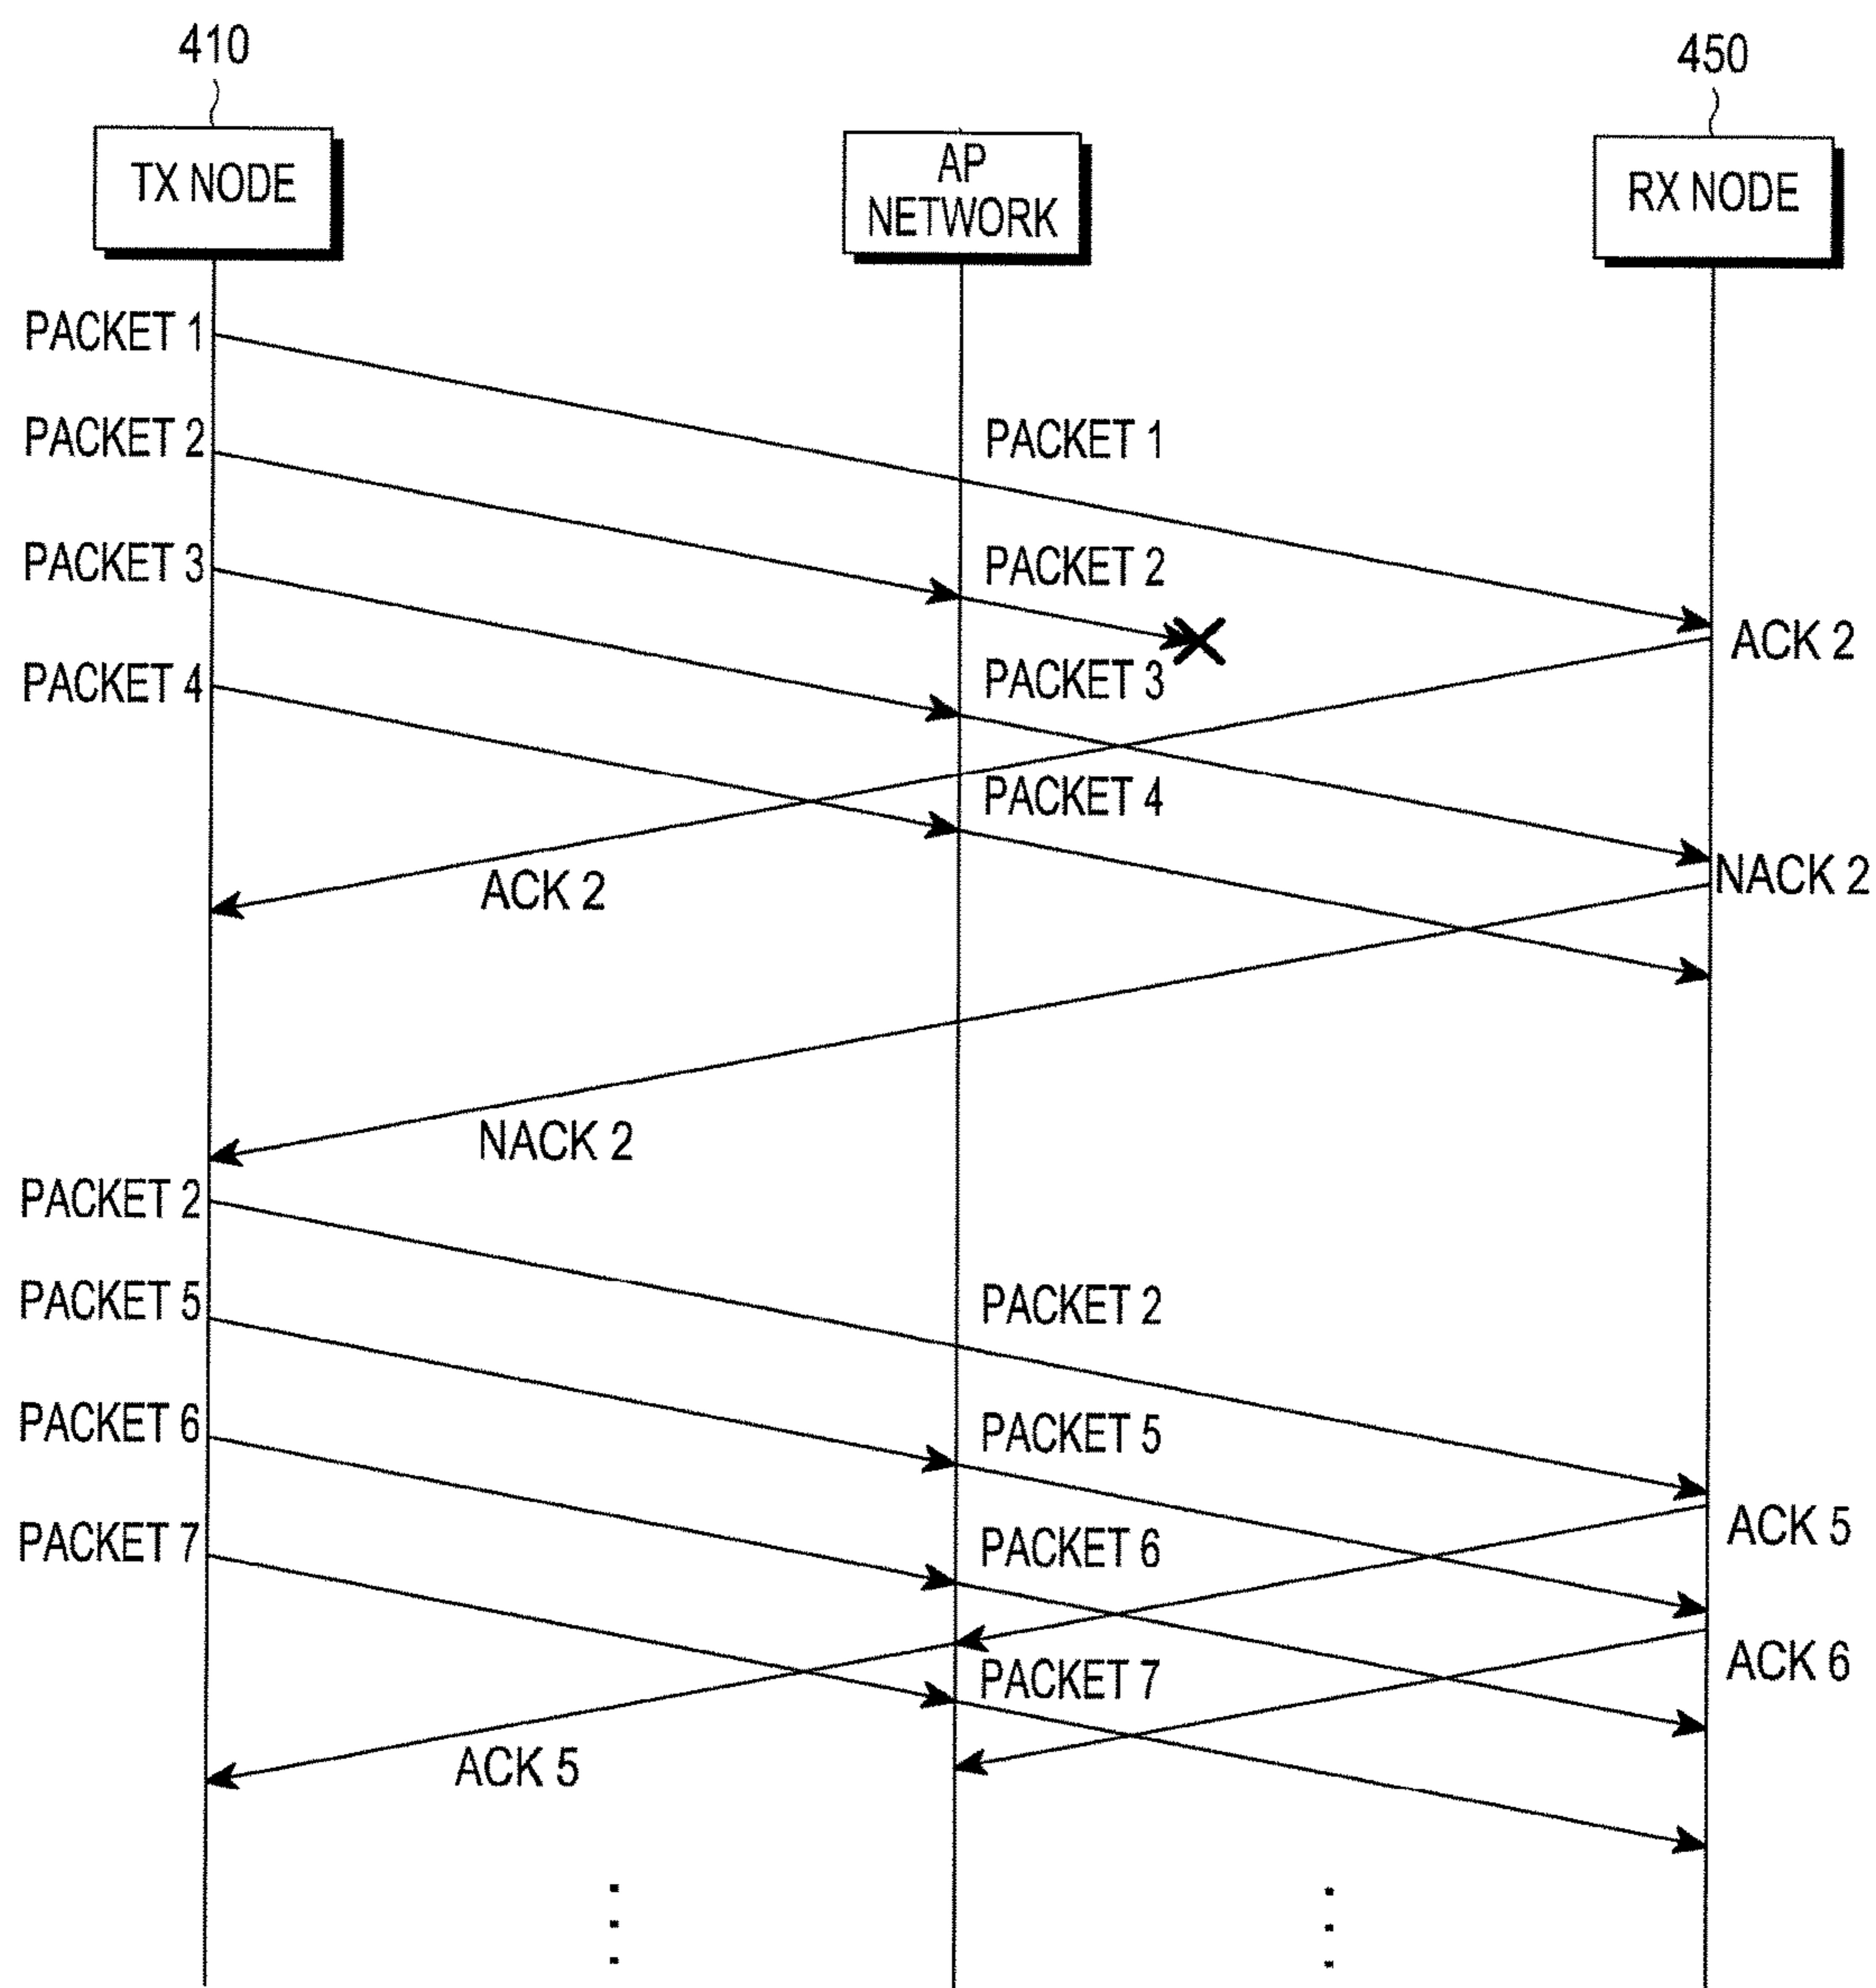 410
450
TX NODE
AP
NETWORK
RX NODE
PACKET 1
PACKET 2
PACKET 1
PACKET 3
PACKET 2
ACK 2
PACKET 4
PACKET 3
PACKET 4
ACK 2
NACK 2
NACK 2
PACKET 2
PACKET 5
PACKET 2
PACKET 6
PACKET 5
PACKET 7
PACKET 6
ACK 5
PACKET 7
ACK 6
ACK 5